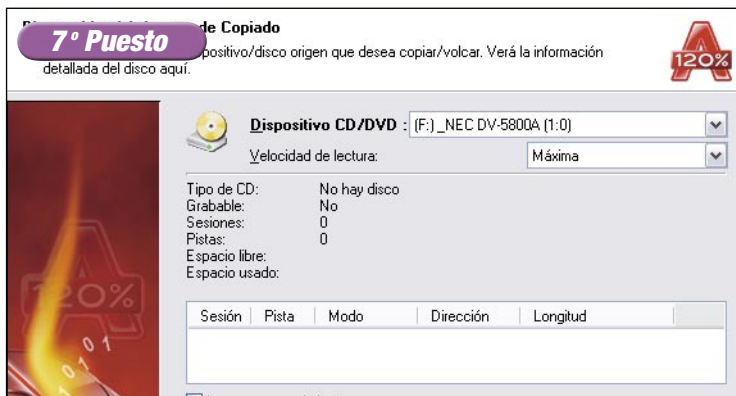 de Copiado
7º Puesto
positivo/disco origen que desea copiar/volcar. Verá la información
detallada del disco aquí.
120%
Dispositivo CD/DVD : (F:)_NEC DV-5800A (1:0)
Velocidad de lectura: Máxima
Tipo de CD: No hay disco
Grabable: No
Sesiones: 0
Pistas: 0
Espacio libre:
Espacio usado:
120%
Sesión Pista Modo Dirección Longitud
101
101